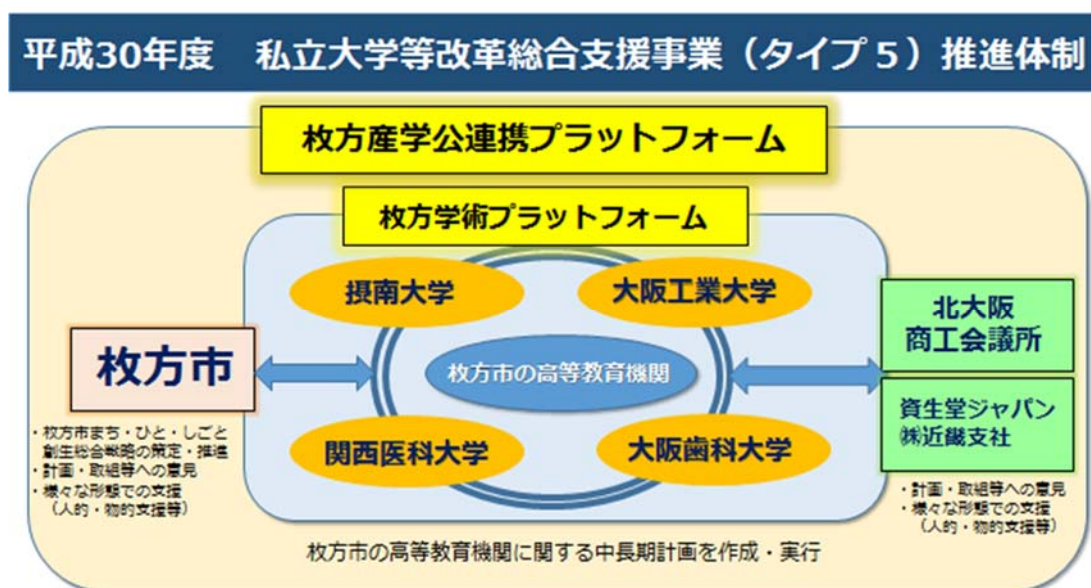 平成30年度　私立大学等改革総合支援事業（タイプ５）推進体制
枚方産学公連携プラットフォーム
枚方学術プラットフォーム
摂南大学
大阪工業大学
枚方市
枚方市の高等教育機関
北大阪
商工会議所
資生堂ジャパン
㈱近畿支社
関西医科大学
大阪歯科大学
・枚方市まち・ひと・しごと
創生総合戦略の策定・推進
・計画・取組等への意見
・様々な形態での支援
（人的・物的支援等）
・計画・取組等への意見
・様々な形態での支援
（人的・物的支援等）
枚方市の高等教育機関に関する中長期計画を作成・実行